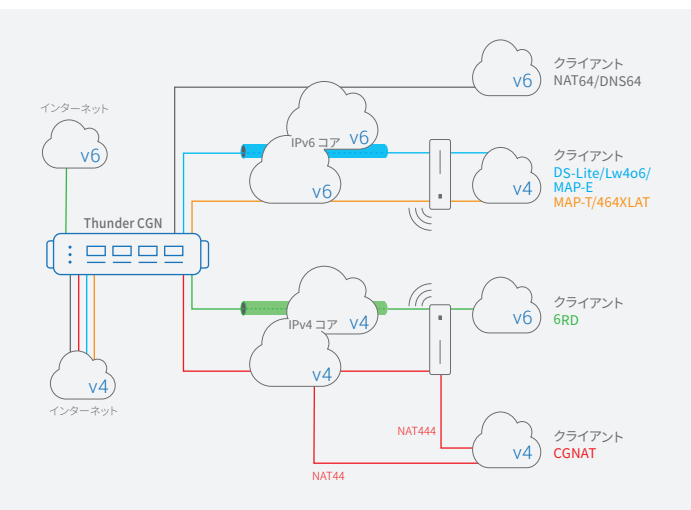 クライアント
NAT64/DNS64
v6
インターネット
v6
IPv6 コア
v6
v6
クライアント
DS-Lite/Lw4o6/
MAP-E
MAP-T/464XLAT
v4
Thunder CGN
クライアント
6RD
v6
IPv4 コア
v4
v4
v4
インターネット
NAT444
クライアント
CGNAT
v4
NAT44